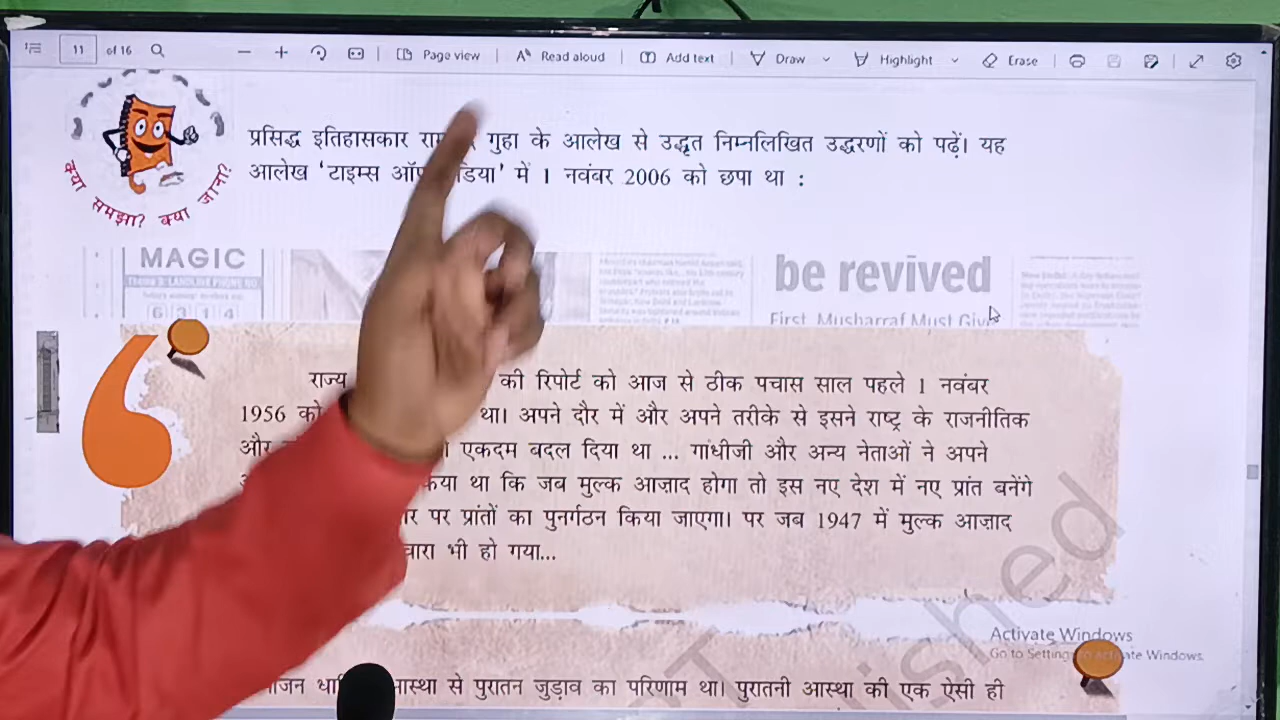 11 of 16 Page view Read aloud Add text Draw Highlight Erase
प्रसिद्ध इतिहासकार गुहा के आलेख से उद्धृत निम्नलिखित उद्धरणों को पढ़ें। यह
आलेख 'टाइम्स में 1 नवंबर 2006 को छपा था :
क्या समझा? क्या जाना?
MAGIC
6 3 1 4
be revived
First, Musharraf Must Give
राज्य की रिपोर्ट को आज से ठीक पचास साल पहले 1 नवंबर
1956 को था। अपने दौर में और अपने तरीके से इसने राष्ट्र के राजनीतिक
और एकदम बदल दिया था ... गांधीजी और अन्य नेताओं ने अपने
किया था कि जब मुल्क आज़ाद होगा तो इस नए देश में नए प्रांत बनेंगे
पर प्रांतों का पुनर्गठन किया जाएगा। पर जब 1947 में मुल्क आज़ाद
भी हो गया...
Activate Windows
Go to Settings to activate Windows.
आस्था से पुरातन जुड़ाव का परिणाम था। पुरातनी आस्था की एक ऐसी ही